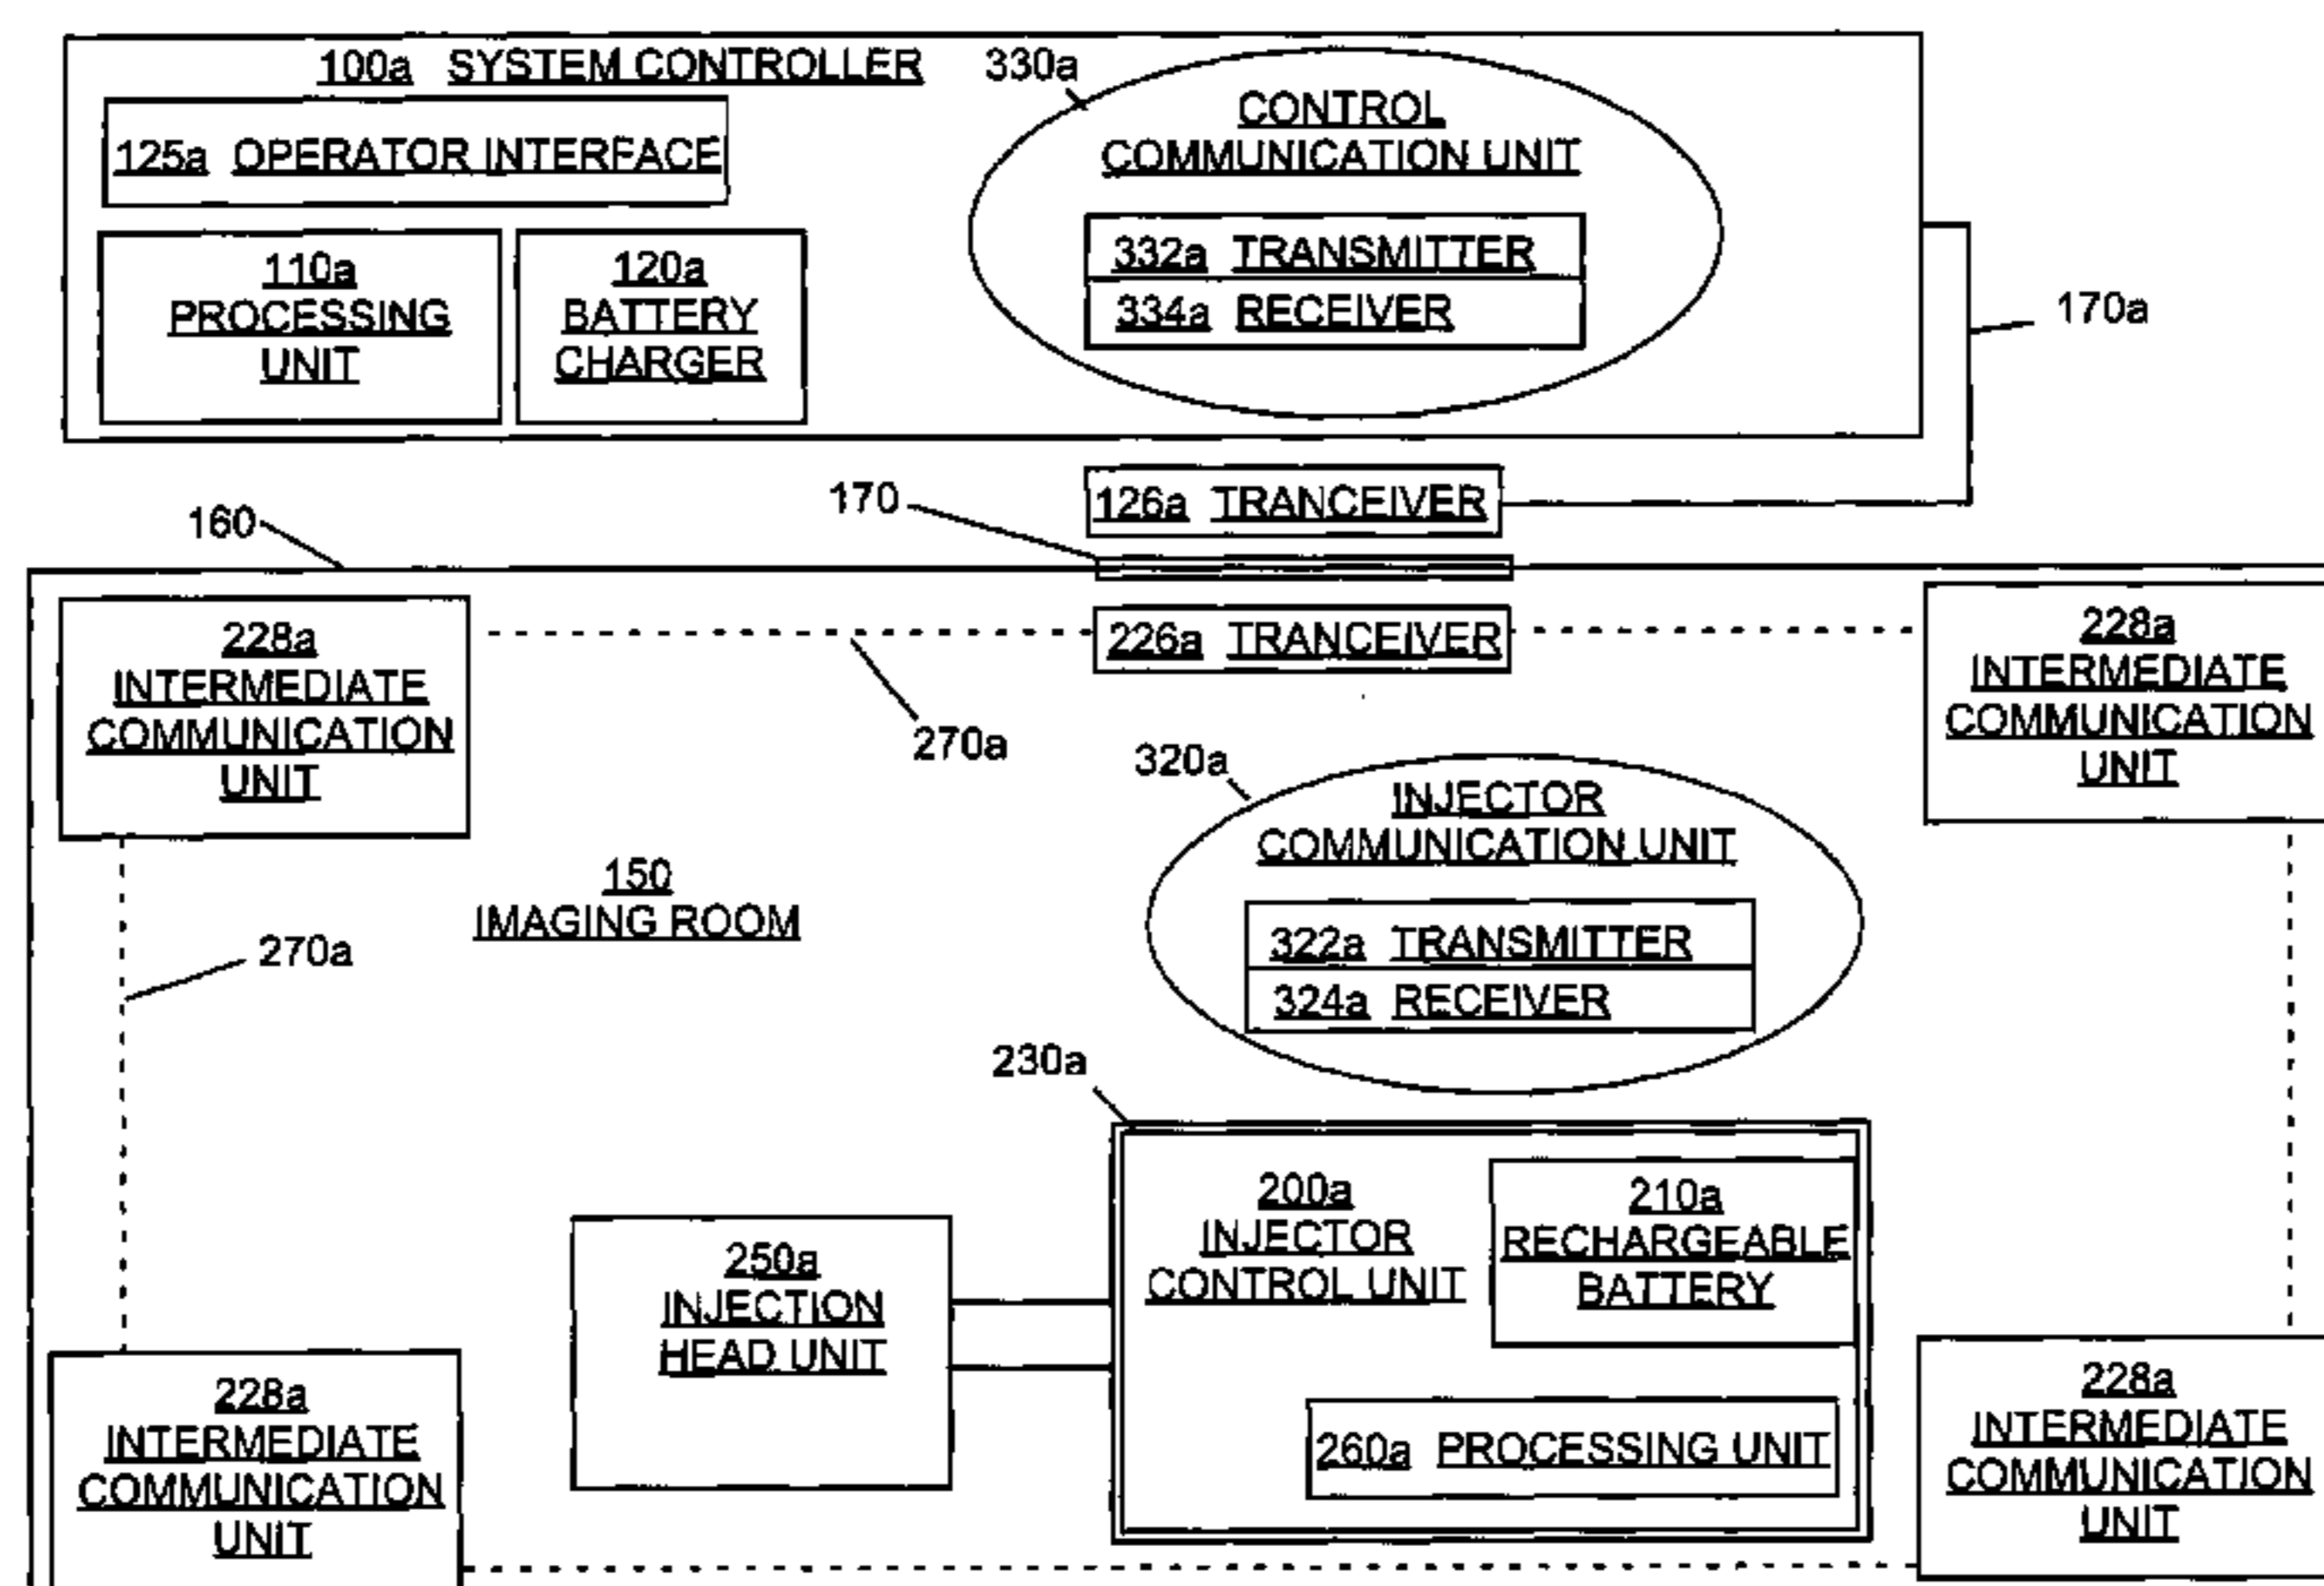 100a SYSTEM CONTROLLER
330a
CONTROL
COMMUNICATION UNIT
125a OPERATOR INTERFACE
332a TRANSMITTER
334a RECEIVER
110a
PROCESSING
UNIT
120a
BATTERY
CHARGER
170a
126a TRANCEIVER
170
160
228a
INTERMEDIATE
COMMUNICATION
UNIT
226a TRANCEIVER
228a
INTERMEDIATE
COMMUNICATION
UNIT
270a
320a
INJECTOR
COMMUNICATION UNIT
322a TRANSMITTER
324a RECEIVER
150
IMAGING ROOM
270a
230a
200a
INJECTOR
CONTROL UNIT
210a
RECHARGEABLE
BATTERY
250a
INJECTION
HEAD UNIT
260a PROCESSING UNIT
228a
INTERMEDIATE
COMMUNICATION
UNIT
228a
INTERMEDIATE
COMMUNICATION
UNIT